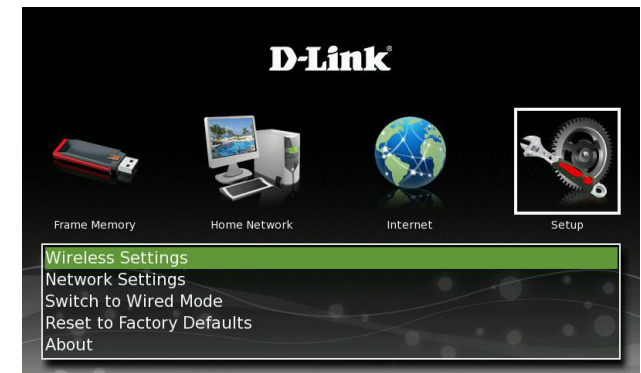 D-Link®
Frame Memory
Home Network
Internet
Setup
Wireless Settings
Network Settings
Switch to Wired Mode
Reset to Factory Defaults
About